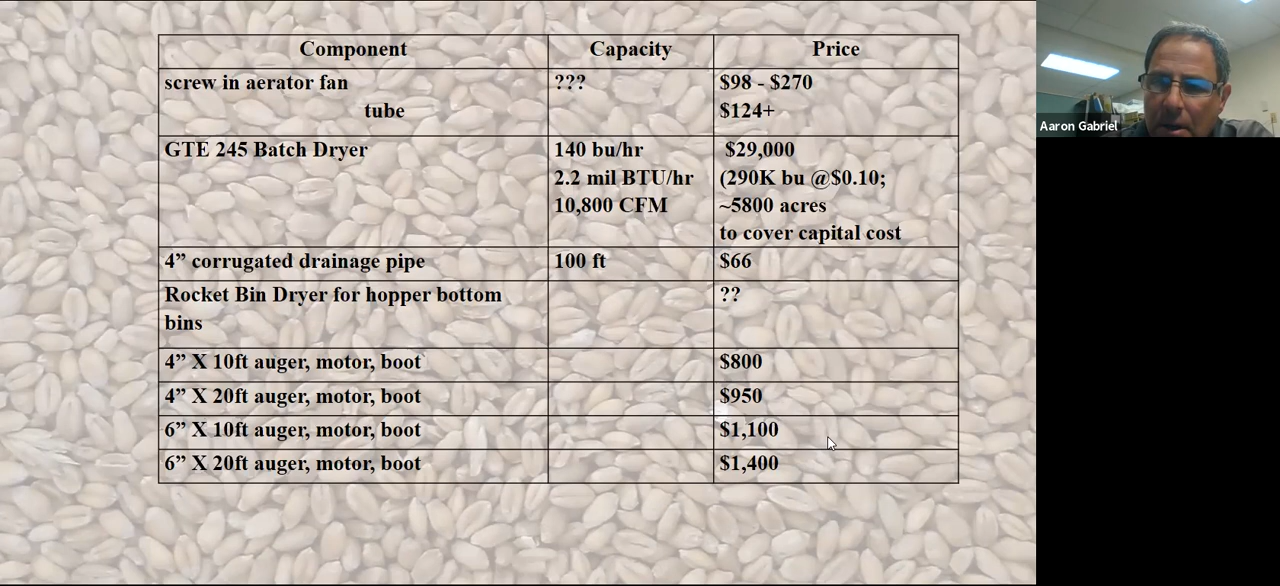 Component Capacity Price
screw in aerator fan ??? $98 - $270
tube $124+
GTE 245 Batch Dryer 140 bu/hr $29,000
2.2 mil BTU/hr (290K bu @$0.10;
10,800 CFM ~5800 acres
to cover capital cost
4” corrugated drainage pipe 100 ft $66
Rocket Bin Dryer for hopper bottom ??
bins
4” X 10ft auger, motor, boot $800
4” X 20ft auger, motor, boot $950
6” X 10ft auger, motor, boot $1,100
6” X 20ft auger, motor, boot $1,400
Aaron Gabriel